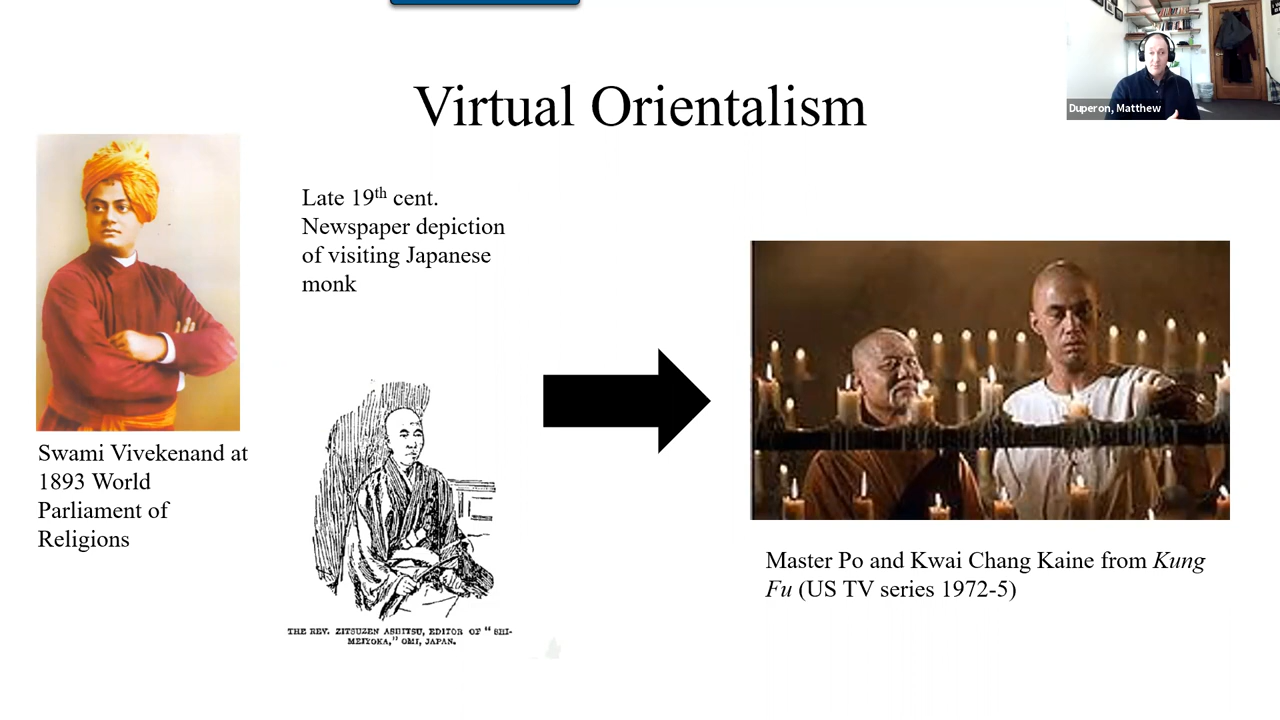 Duperon, Matthew
Virtual Orientalism
Late 19th cent.
Newspaper depiction
of visiting Japanese
monk
Swami Vivekenand at
1893 World
Parliament of
Religions
THE REV. ZITSUZEN ASHITSU, EDITOR OF "SHI-
MEIYOKA," OMI, JAPAN.
Master Po and Kwai Chang Kaine from Kung
Fu (US TV series 1972-5)